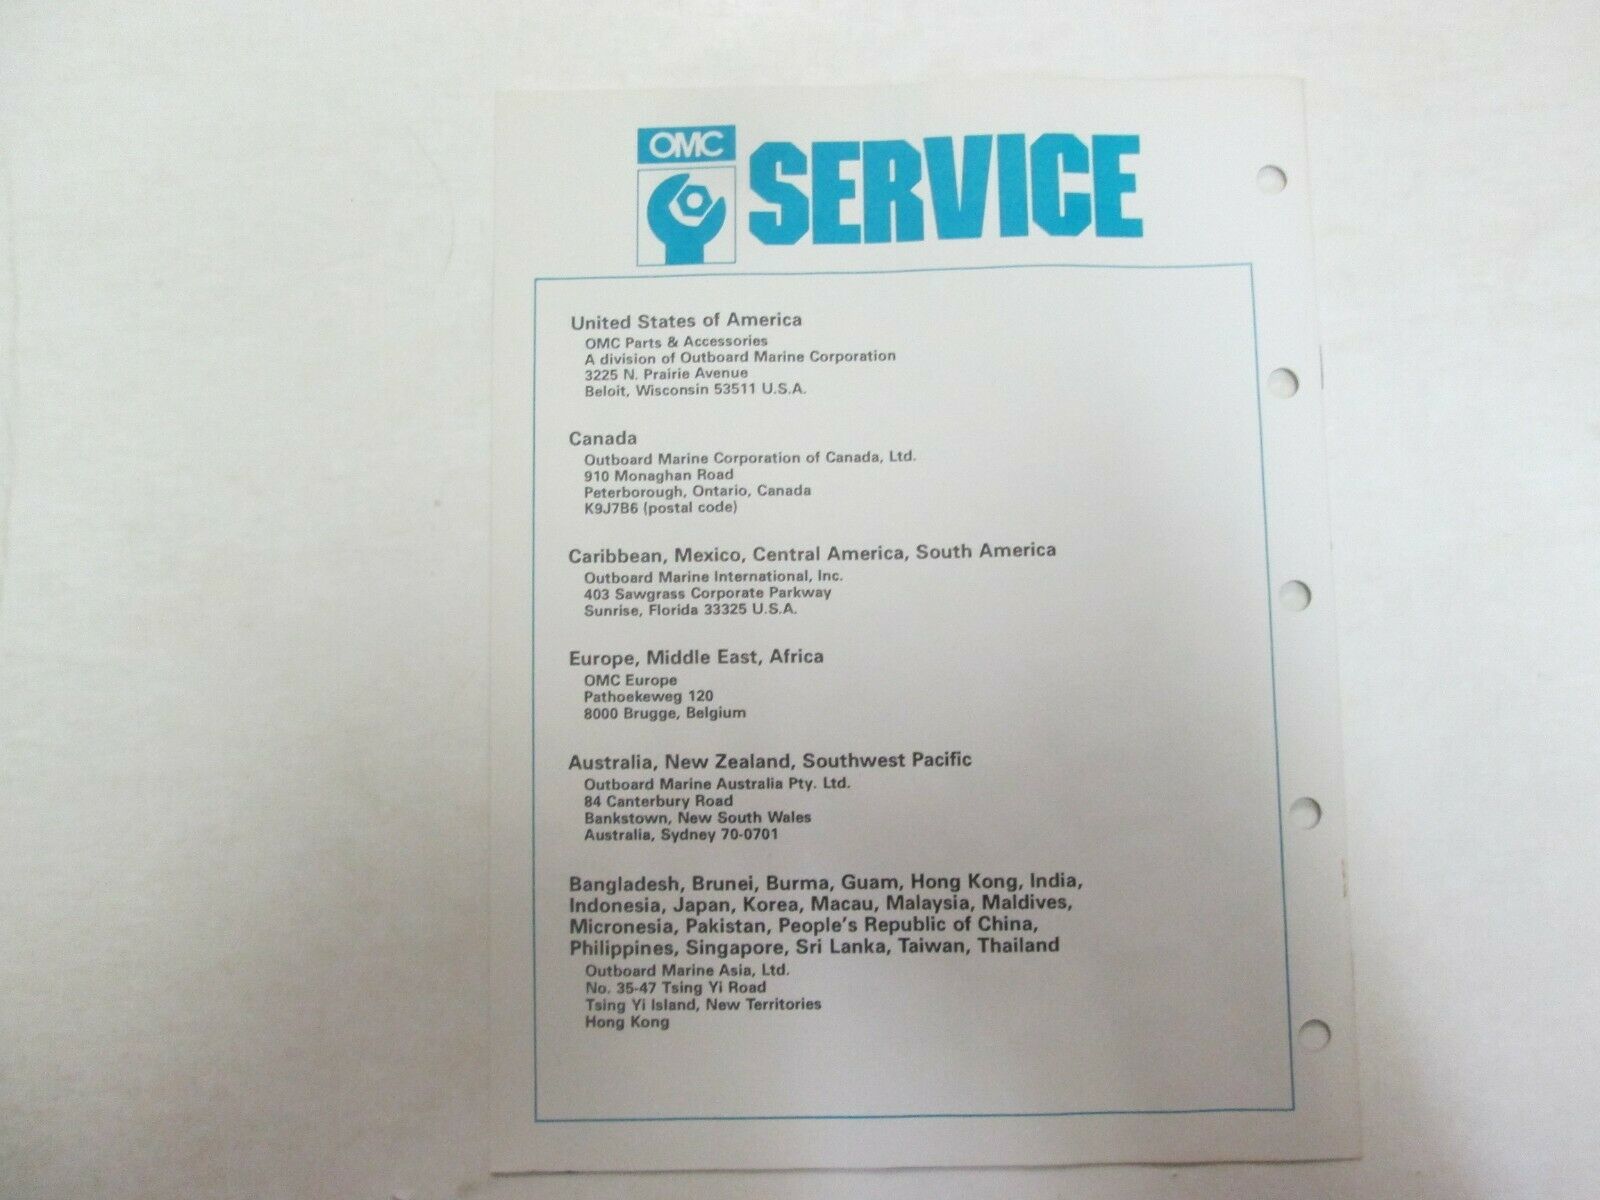 OMC
SERVICE
United States of America
OMC Parts & Accessories
A division of Outboard Marine Corporation
3225 N. Prairie Avenue
Beloit, Wisconsin 53511 U.S.A.
Canada
Outboard Marine Corporation of Canada, Ltd.
910 Monaghan Road
Peterborough, Ontario, Canada
K9J7B6 (postal code)
Caribbean, Mexico, Central America, South America
Outboard Marine International, Inc.
403 Sawgrass Corporate Parkway
Sunrise, Florida 33325 U.S.A.
Europe, Middle East, Africa
OMC Europe
Pathoekeweg 120
8000 Brugge, Belgium
Australia, New Zealand, Southwest Pacific
Outboard Marine Australia Pty. Ltd.
84 Canterbury Road
Bankstown, New South Wales
Australia, Sydney 70-0701
Bangladesh, Brunei, Burma, Guam, Hong Kong, India,
Indonesia, Japan, Korea, Macau, Malaysia, Maldives,
Micronesia, Pakistan, People's Republic of China,
Philippines, Singapore, Sri Lanka, Taiwan, Thailand
Outboard Marine Asia, Ltd.
No. 35-47 Tsing Yi Road
Tsing Yi Island, New Territories
Hong Kong